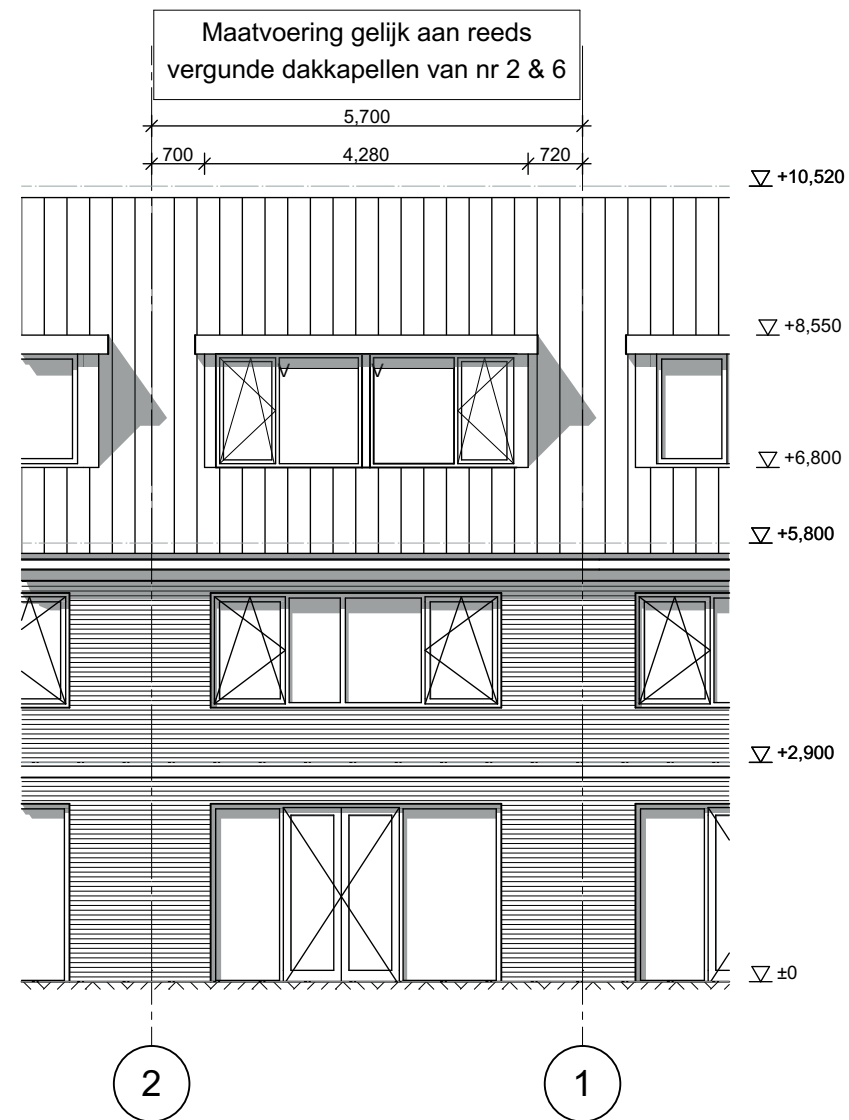 Maatvoering gelijk aan reeds
vergunde dakkapellen van nr 2 & 6
5,700
700 4,280 720
+10,520
+8,550
+6,800
+5,800
+2,900
±0
2 1